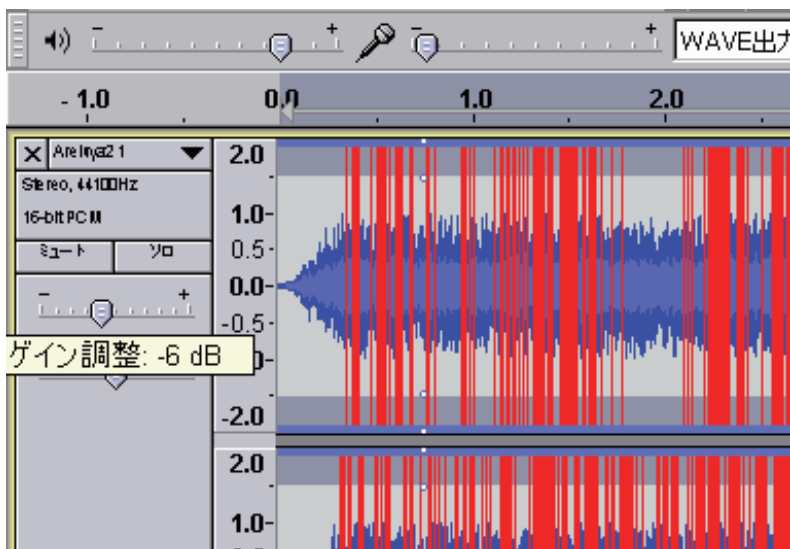 - +
- +
WAVE出力
- 1.0 0.0 1.0 2.0
X Arelnya2 1
Stereo, 44100Hz
16-bit PCM
ミュート ソロ
- +
ゲイン調整: -6 dB
2.0
1.0-
0.5-
0.0-
-0.5-
-2.0
2.0
1.0-